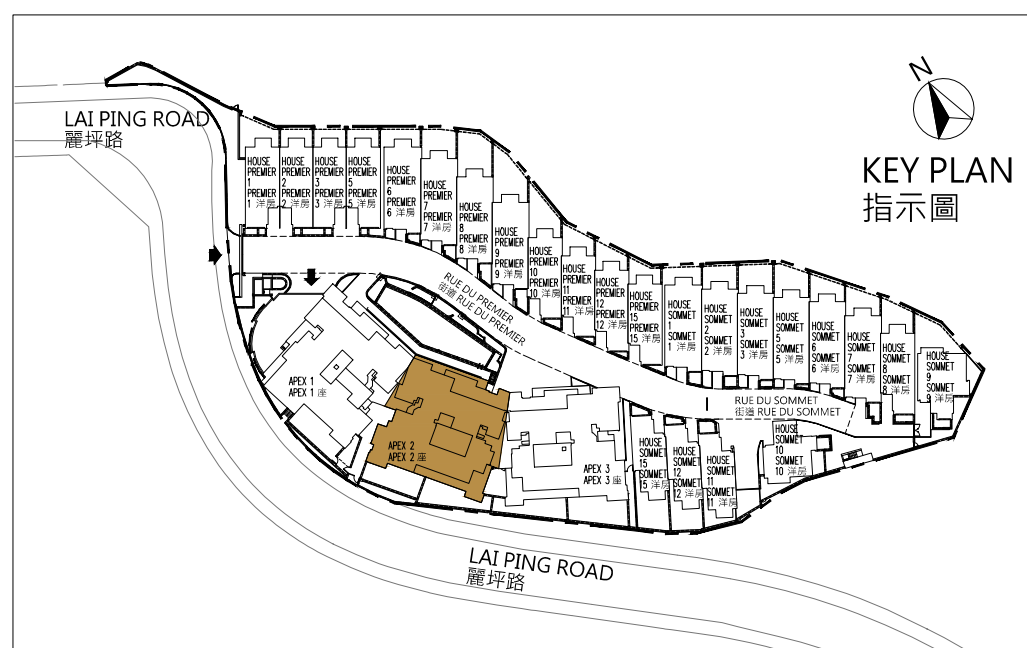 N
KEY PLAN
指示圖
LAI PING ROAD
麗坪路
HOUSE
PREMIER
1
PREMIER
1 洋房
HOUSE
PREMIER
2
PREMIER
2 洋房
HOUSE
PREMIER
3
PREMIER
3 洋房
HOUSE
PREMIER
5
PREMIER
5 洋房
HOUSE
PREMIER
6
PREMIER
6 洋房
HOUSE
PREMIER
7
PREMIER
7 洋房
HOUSE
PREMIER
8
PREMIER
8 洋房
HOUSE
PREMIER
9
PREMIER
9 洋房
HOUSE
PREMIER
10
PREMIER
10 洋房
HOUSE
PREMIER
11
PREMIER
11 洋房
HOUSE
PREMIER
12
PREMIER
12 洋房
HOUSE
PREMIER
15
PREMIER
15 洋房
HOUSE
SOMMET
1
SOMMET
1 洋房
HOUSE
SOMMET
2
SOMMET
2 洋房
HOUSE
SOMMET
3
SOMMET
3 洋房
HOUSE
SOMMET
5
SOMMET
5 洋房
HOUSE
SOMMET
6
SOMMET
6 洋房
HOUSE
SOMMET
7
SOMMET
7 洋房
HOUSE
SOMMET
8
SOMMET
8 洋房
HOUSE
SOMMET
9
SOMMET
9 洋房
RUE DU PREMIER
街道 RUE DU PREMIER
RUE DU SOMMET
街道 RUE DU SOMMET
APEX 1
APEX 1 座
APEX 2
APEX 2 座
APEX 3
APEX 3 座
HOUSE
SOMMET
15
SOMMET
15 洋房
HOUSE
SOMMET
12
SOMMET
12 洋房
HOUSE
SOMMET
11
SOMMET
11 洋房
HOUSE
SOMMET
10
SOMMET
10 洋房
LAI PING ROAD
麗坪路